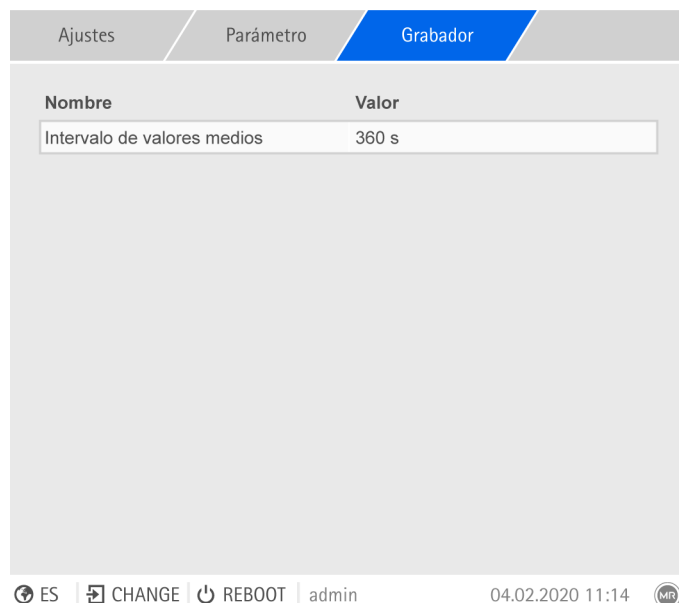 Ajustes Parámetro Grabador
Nombre Valor
Intervalo de valores medios 360 s
ES CHANGE REBOOT admin 04.02.2020 11:14 MR